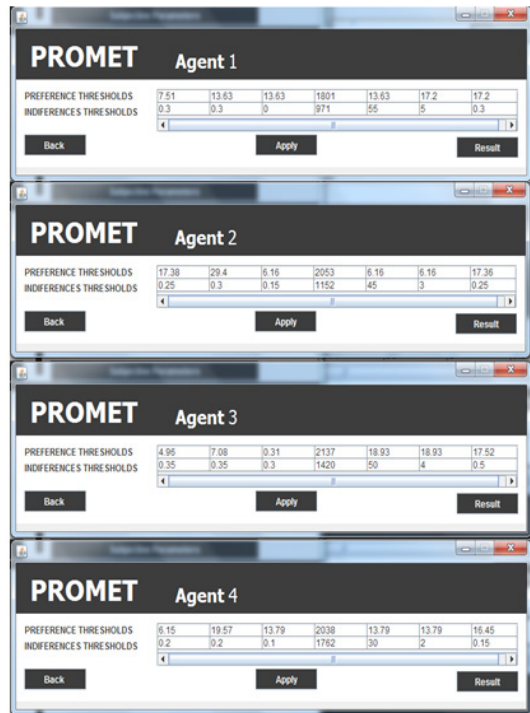 PROMET Agent 1
PREFERENCE THRESHOLDS 7.51 13.63 13.63 1801 13.63 17.2 17.2
INDIFERENCES THRESHOLDS 0.3 0.3 0 971 55 5 0.3
Back Apply Result
PROMET Agent 2
PREFERENCE THRESHOLDS 17.38 29.4 6.16 2053 6.16 6.16 17.36
INDIFERENCES THRESHOLDS 0.25 0.3 0.15 1152 45 3 0.25
Back Apply Result
PROMET Agent 3
PREFERENCE THRESHOLDS 4.96 7.08 0.31 2137 18.93 18.93 17.52
INDIFERENCES THRESHOLDS 0.35 0.35 0.3 1420 50 4 0.5
Back Apply Result
PROMET Agent 4
PREFERENCE THRESHOLDS 6.15 19.57 13.79 2038 13.79 13.79 16.45
INDIFERENCES THRESHOLDS 0.2 0.2 0.1 1762 30 2 0.15
Back Apply Result